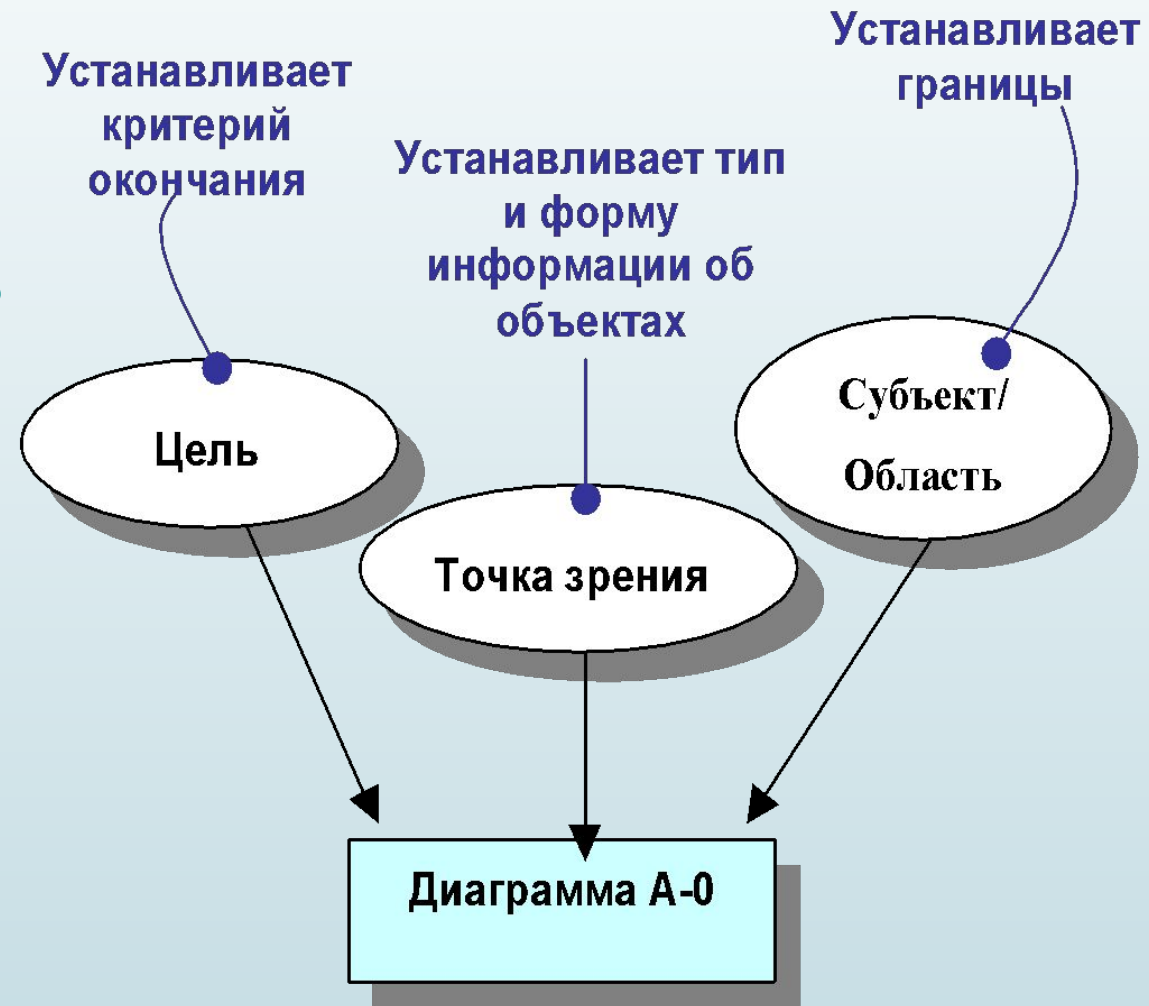 Устанавливает
критерий
окончания
Устанавливает тип
и форму
информации об
объектах
Устанавливает
границы
Цель
Точка зрения
Субъект/
Область
Диаграмма А-0